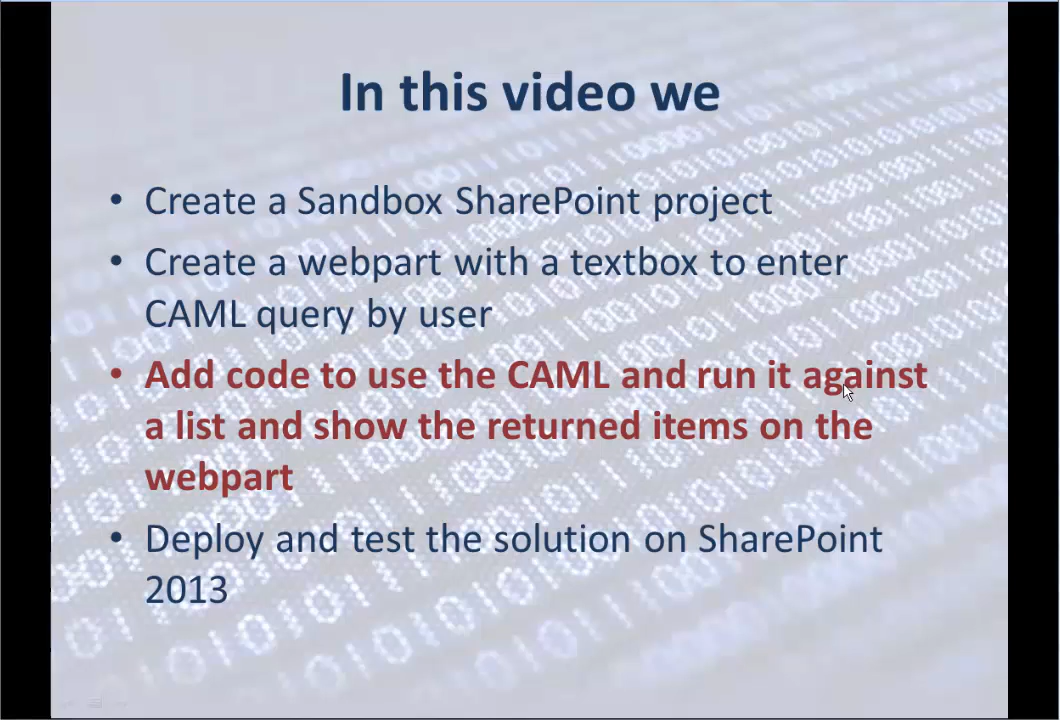 In this video we
• Create a Sandbox SharePoint project
• Create a webpart with a textbox to enter
CAML query by user
• Add code to use the CAML and run it against
a list and show the returned items on the
webpart
• Deploy and test the solution on SharePoint
2013